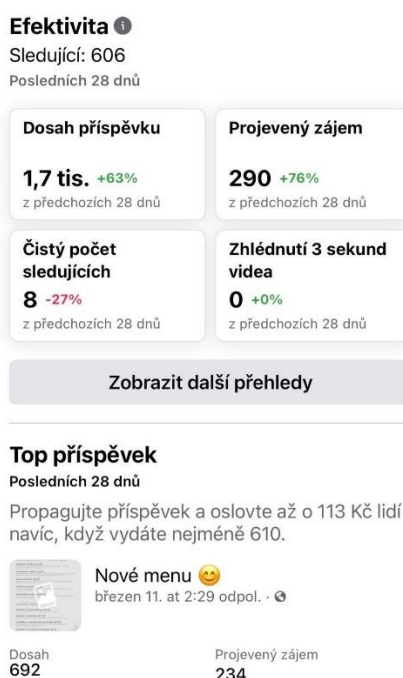 Efektivita
Sledující: 606
Posledních 28 dnů
Dosah příspěvku
1,7 tis. +63%
z předchozích 28 dnů
Projevený zájem
290 +76%
z předchozích 28 dnů
Čistý počet
sledujících
8 -27%
z předchozích 28 dnů
Zhlédnutí 3 sekund
videa
0 +0%
z předchozích 28 dnů
Zobrazit další přehledy
Top příspěvek
Posledních 28 dnů
Propagujte příspěvek a oslovte až o 113 Kč lidí
navíc, když vydáte nejméně 610.
Nové menu 😊
březen 11. at 2:29 odpol. ·
Dosah
692
Projevený zájem
234